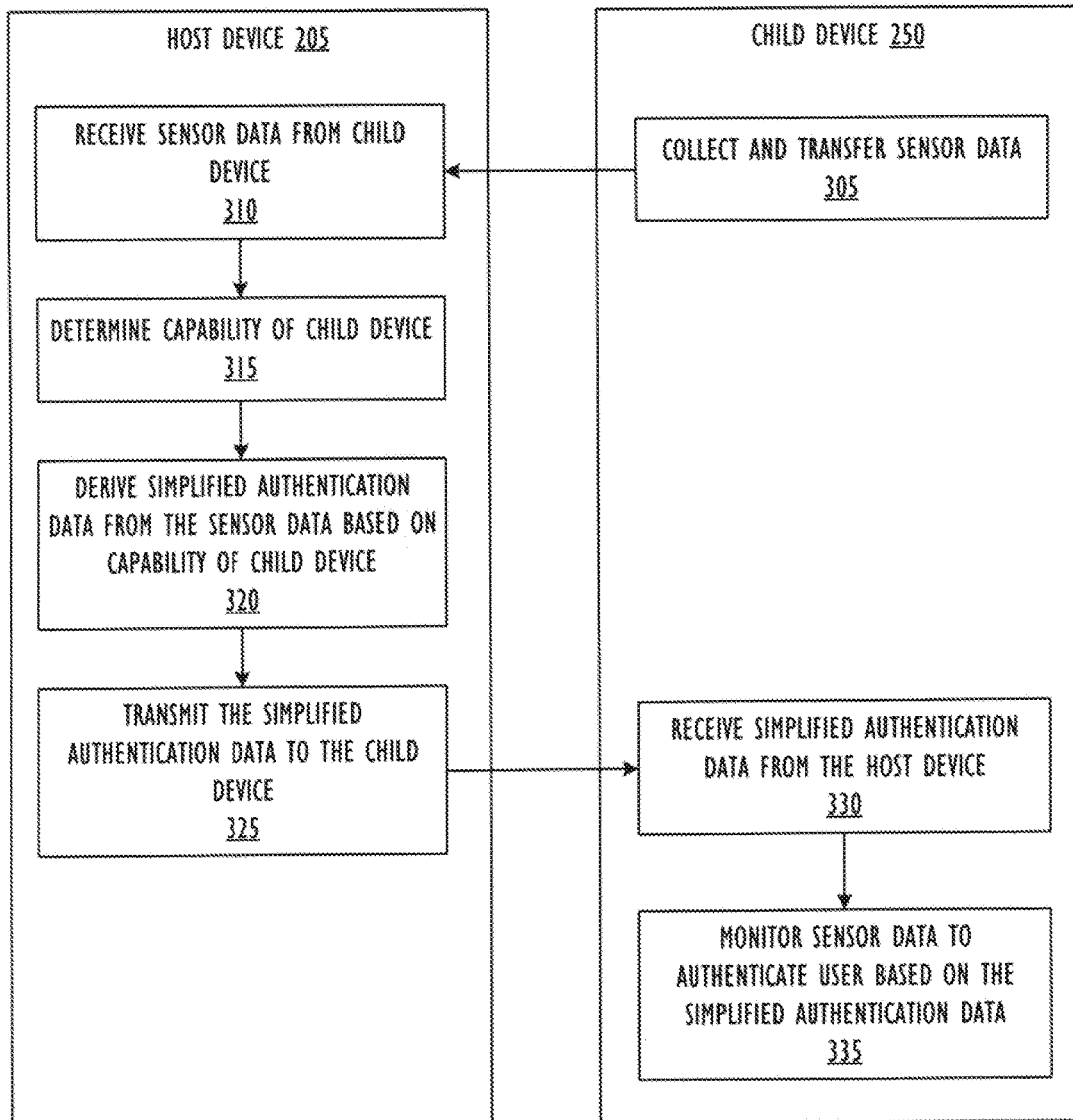 HOST DEVICE 205
RECEIVE SENSOR DATA FROM CHILD
DEVICE
310
DETERMINE CAPABILITY OF CHILD DEVICE
315
DERIVE SIMPLIFIED AUTHENTICATION
DATA FROM THE SENSOR DATA BASED ON
CAPABILITY OF CHILD DEVICE
320
TRANSMIT THE SIMPLIFIED
AUTHENTICATION DATA TO THE CHILD
DEVICE
325
CHILD DEVICE 250
COLLECT AND TRANSFER SENSOR DATA
305
RECEIVE SIMPLIFIED AUTHENTICATION
DATA FROM THE HOST DEVICE
330
MONITOR SENSOR DATA TO
AUTHENTICATE USER BASED ON THE
SIMPLIFIED AUTHENTICATION DATA
335